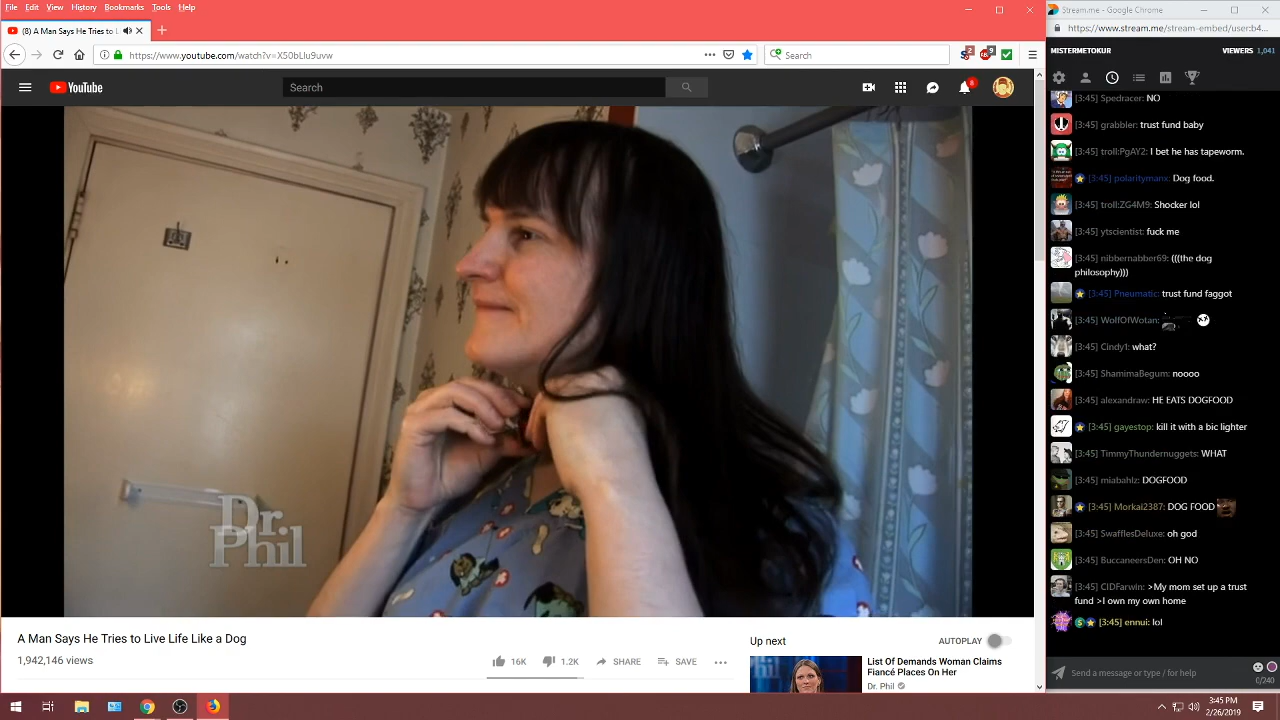 File Edit View History Bookmarks Tools Help
(8) A Man Says He Tries to L
https://www.youtube.com/watch?v=X50bLlu9uvw
Search
YouTube
Search
2
9
6
Dr.
Phil
A Man Says He Tries to Live Life Like a Dog
1,942,146 views
16K
1.2K
SHARE
SAVE
Up next
AUTOPLAY
List Of Demands Woman Claims
Fiancé Places On Her
Dr. Phil
Stream.me - Google Chrome
https://www.stream.me/stream-embed/user:b4...
MISTERMETOKUR
VIEWERS 1,041
[3:45] Spedracer: NO
[3:45] grabbler: trust fund baby
[3:45] troll:PgAY2: I bet he has tapeworm.
[3:45] polaritymanx: Dog food.
[3:45] troll:ZG4M9: Shocker lol
[3:45] ytscientist: fuck me
[3:45] nibbernabber69: (((the dog
philosophy)))
[3:45] Pneumatic: trust fund faggot
[3:45] WolfOfWotan:
[3:45] Cindy1: what?
[3:45] ShamimaBegum: noooo
[3:45] alexandraw: HE EATS DOGFOOD
[3:45] gayestop: kill it with a bic lighter
[3:45] TimmyThundernuggets: WHAT
[3:45] miabahlz: DOGFOOD
[3:45] Morkai2387: DOG FOOD
[3:45] SwafflesDeluxe: oh god
[3:45] BuccaneersDen: OH NO
[3:45] CIDFarwin: >My mom set up a trust
fund >I own my own home
[3:45] ennui: lol
Send a message or type / for help
0/240
3:45 PM
2/26/2019